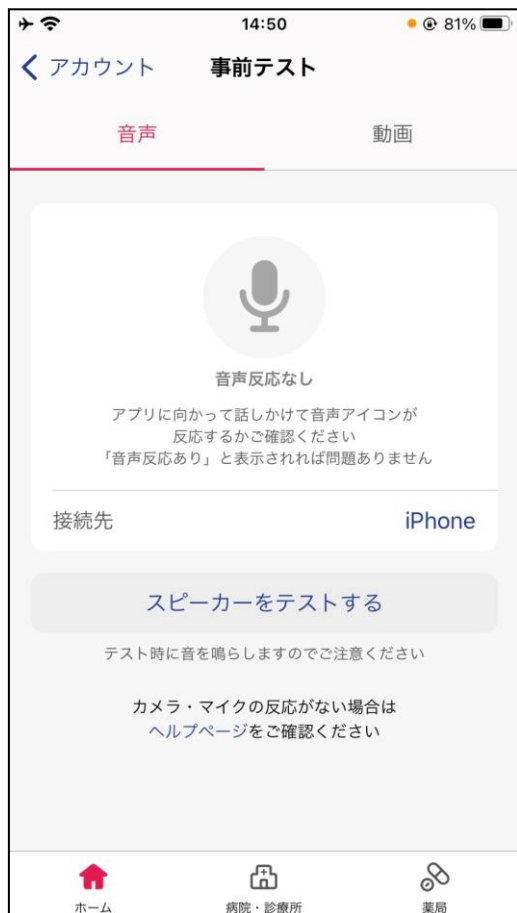 14:50
81%
アカウント
事前テスト
音声
動画
音声反応なし
アプリに向かって話しかけて音声アイコンが
反応するかご確認ください
「音声反応あり」と表示されれば問題ありません
接続先
iPhone
スピーカーをテストする
テスト時に音を鳴らしますのでご注意ください
カメラ・マイクの反応がない場合は
ヘルプページをご確認ください
ホーム
病院・診療所
薬局